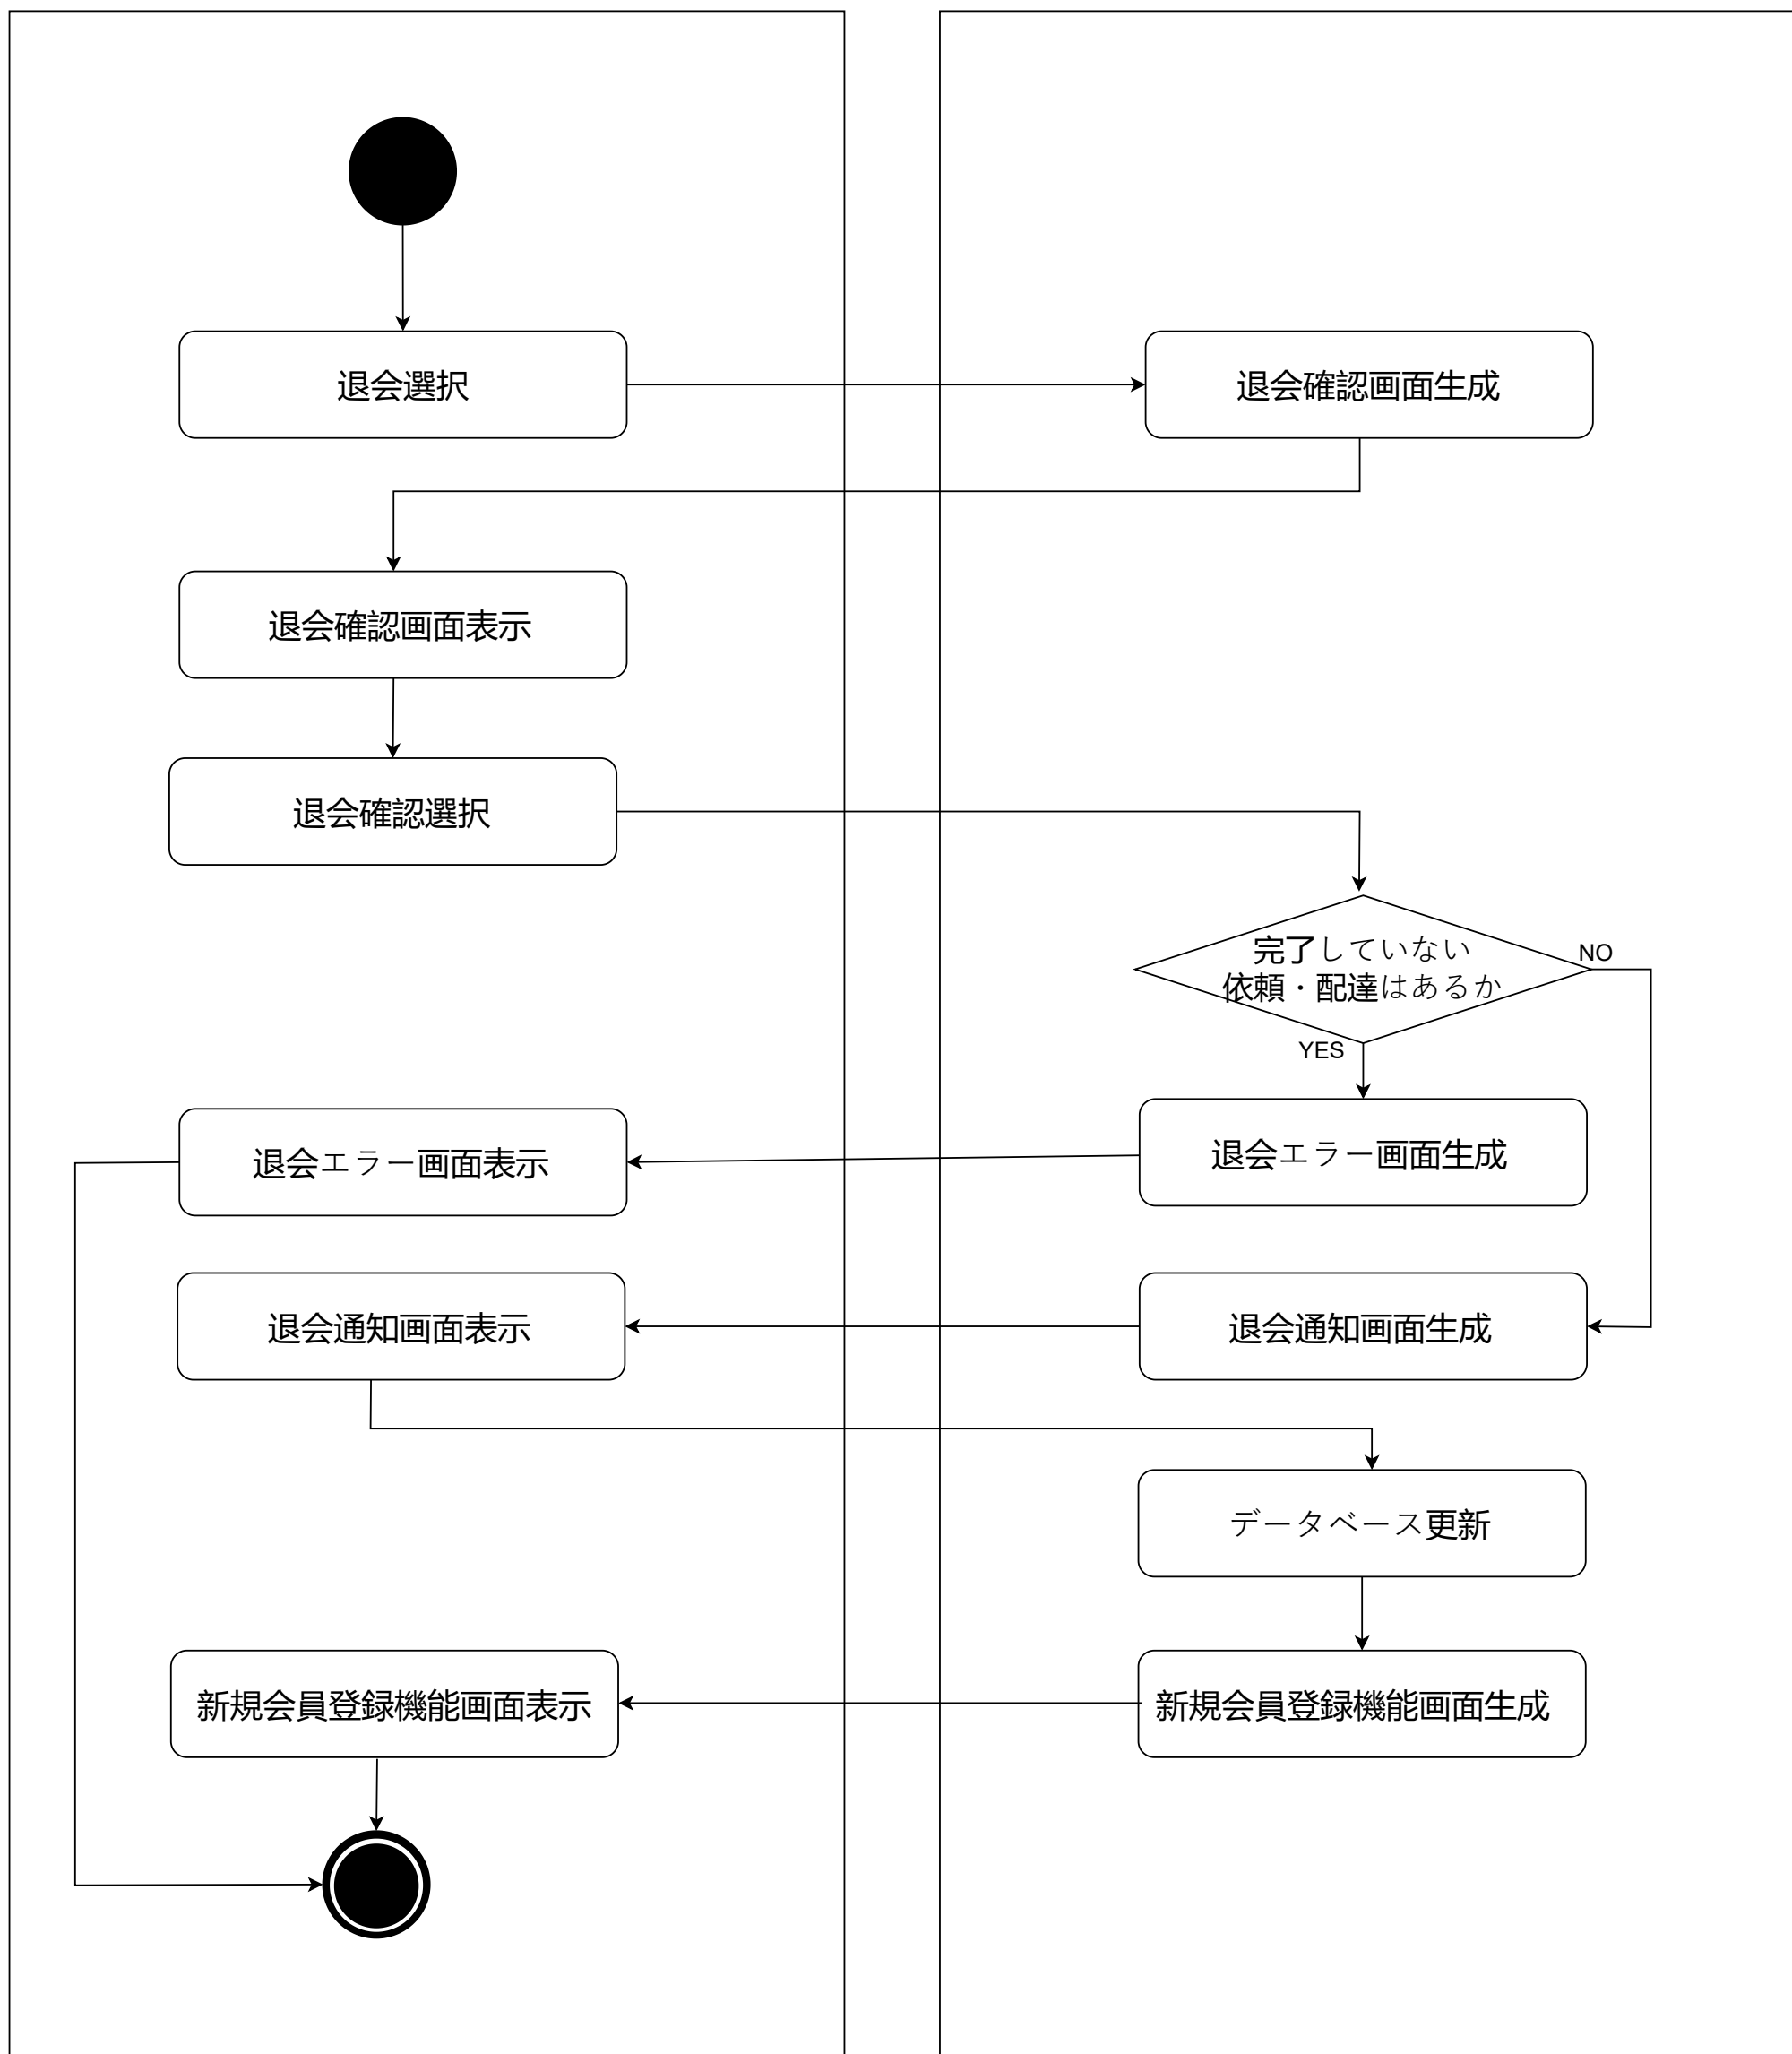 退会選択
退会確認画面生成
退会確認画面表示
退会確認選択
完了していない
依頼・配達はあるか
NO
YES
退会エラー画面表示
退会エラー画面生成
退会通知画面表示
退会通知画面生成
データベース更新
新規会員登録機能画面表示
新規会員登録機能画面生成